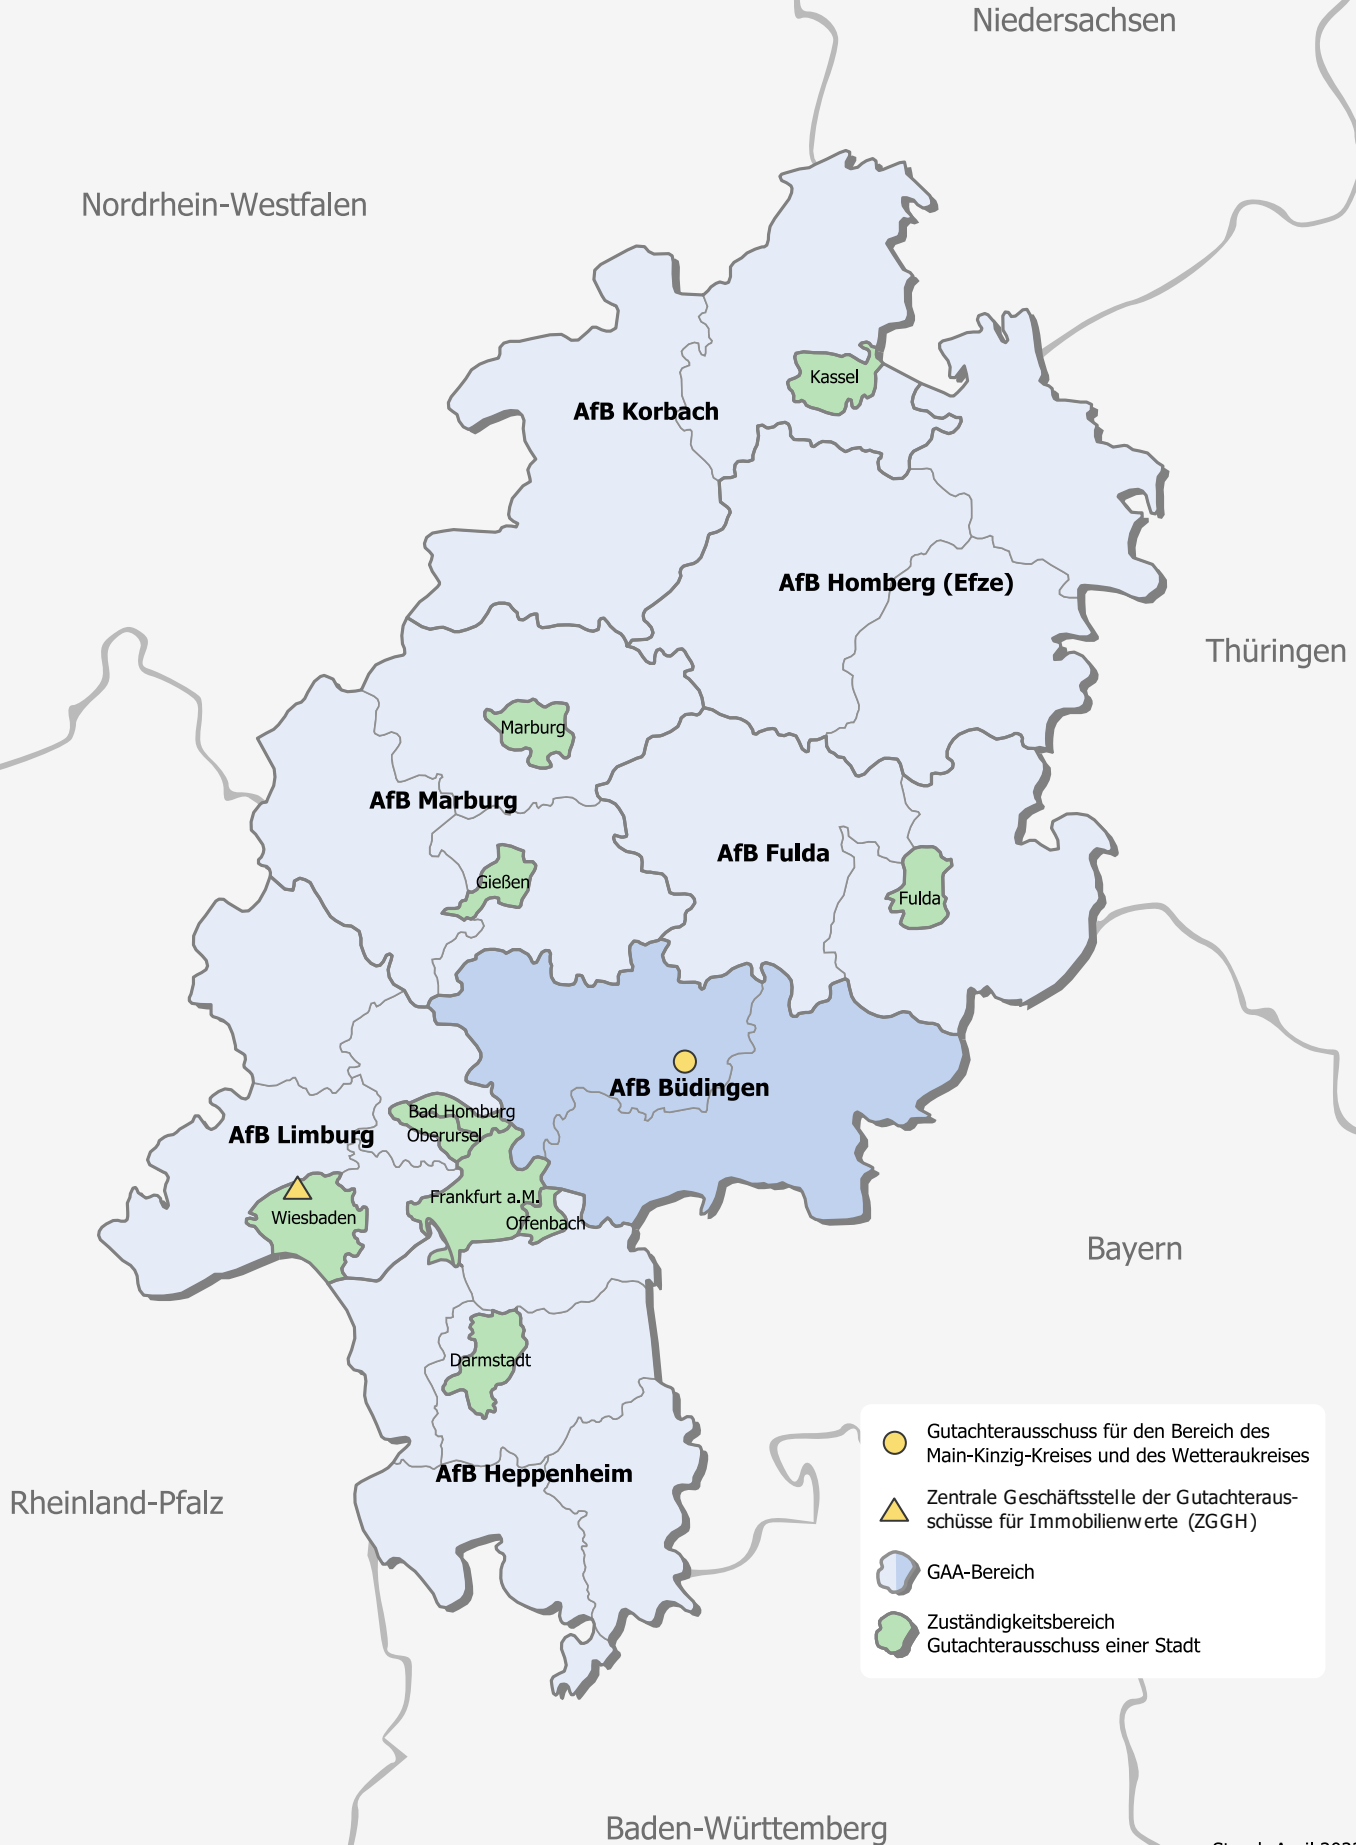 Niedersachsen
Nordrhein-Westfalen
Kassel
AfB Korbach
AfB Homberg (Efze)
Thüringen
Marburg
AfB Marburg
AfB Fulda
Gießen
Fulda
AfB Büdingen
Bad Homburg
Oberursel
AfB Limburg
Frankfurt a.M.
Wiesbaden
Offenbach
Bayern
Darmstadt
AfB Heppenheim
Rheinland-Pfalz
Gutachterausschuss für den Bereich des
Main-Kinzig-Kreises und des Wetteraukreises
Zentrale Geschäftsstelle der Gutachteraus-
schüsse für Immobilienwerte (ZGGH)
GAA-Bereich
Zuständigkeitsbereich
Gutachterausschuss einer Stadt
Baden-Württemberg